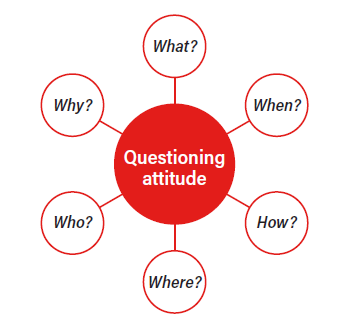 What?
Why?
When?
Questioning
attitude
Who?
How?
Where?